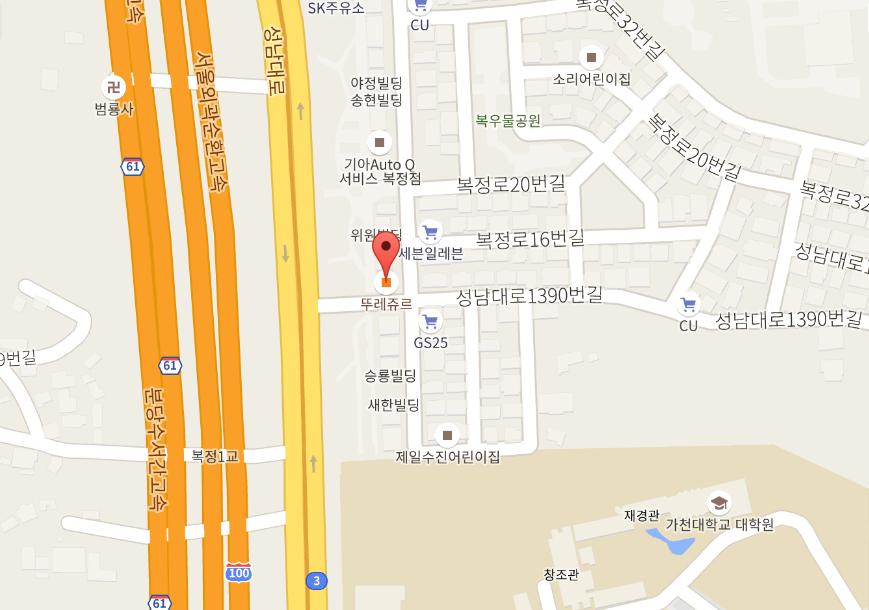 고속
SK주유소
CU
복정로32번길
성남대로
서울외곽순환고속
소리어린이집
야정빌딩
송현빌딩
卍
범룡사
복우물공원
복정로20번길
61
기아Auto Q
서비스 복정점
복정로20번길
복정로32
위원빌딩
세븐일레븐
복정로16번길
성남대로1
뚜레쥬르
성남대로1390번길
CU
성남대로1390번길
GS25
9번길
61
승룡빌딩
새한빌딩
분당수서간고속
복정1교
제일수진어린이집
재경관
가천대학교 대학원
100
3
창조관
61